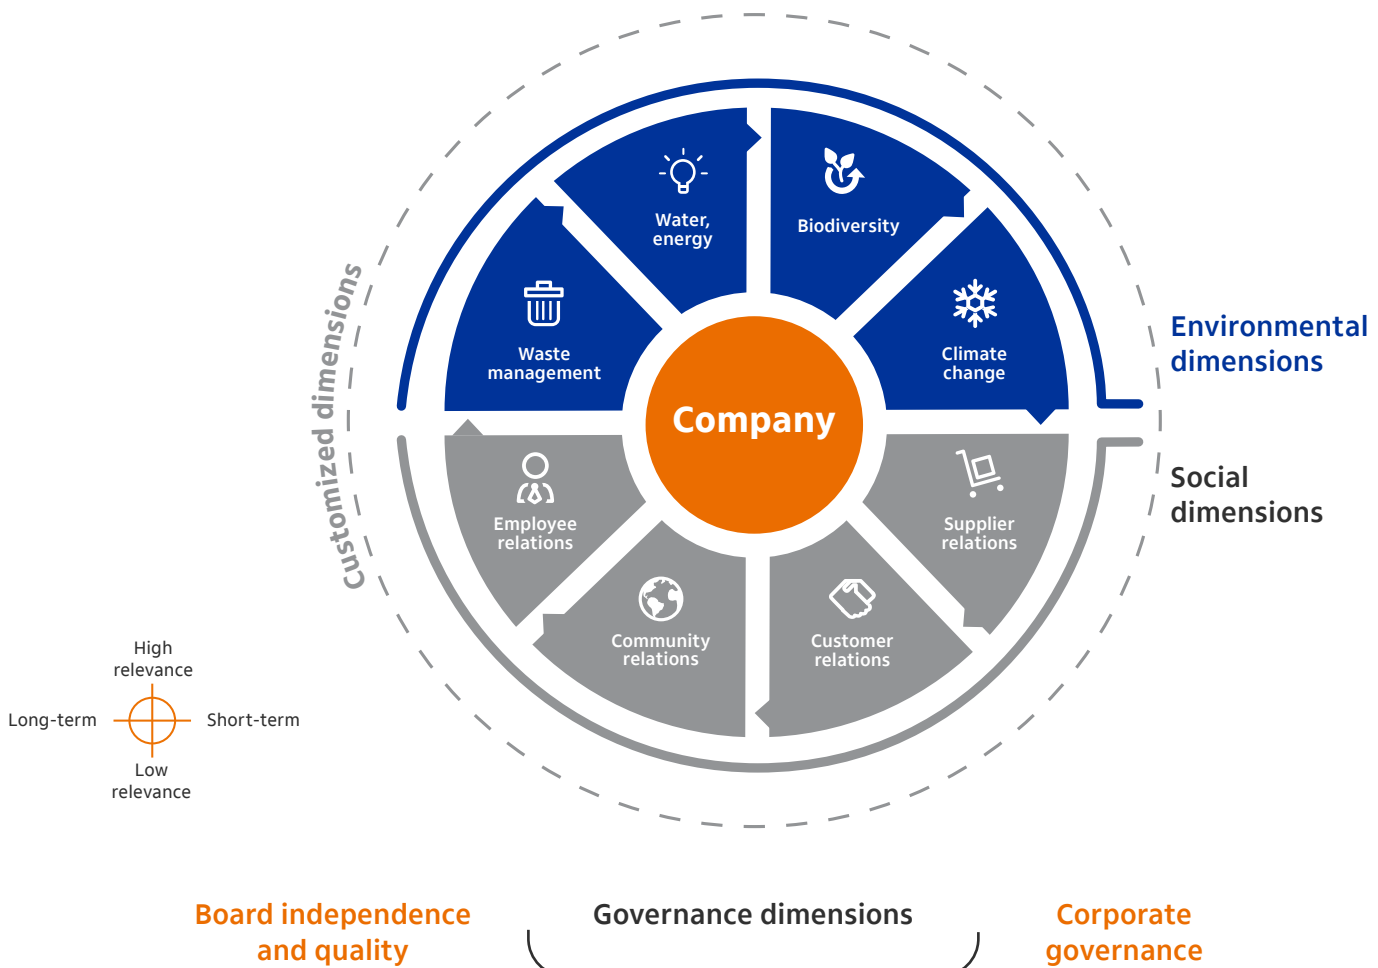 Customized dimensions
Water,
energy
Biodiversity
Waste
management
Climate
change
Company
Environmental
dimensions
Social
dimensions
Employee
relations
Supplier
relations
Community
relations
Customer
relations
High
relevance
Long-term
Short-term
Low
relevance
Board independence
and quality
Governance dimensions
Corporate
governance